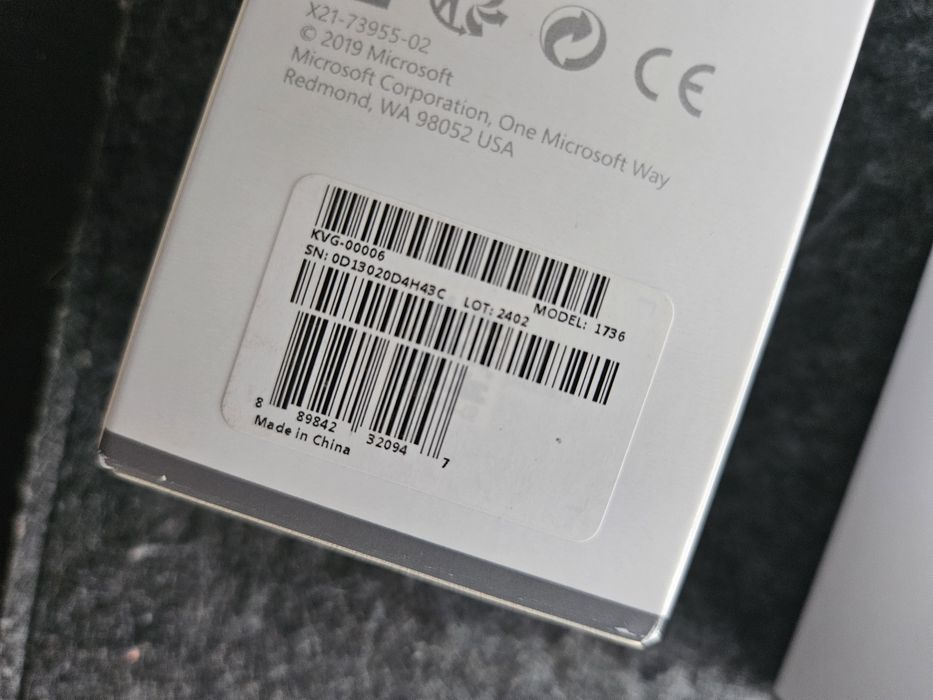 X21-73955-02
© 2019 Microsoft
Microsoft Corporation, One Microsoft Way
Redmond, WA 98052 USA
CE
KVG-00006
MODEL: 1736
SN: 0D13020D4H43C LOT: 2402
8 89842 32094 7
Made in China